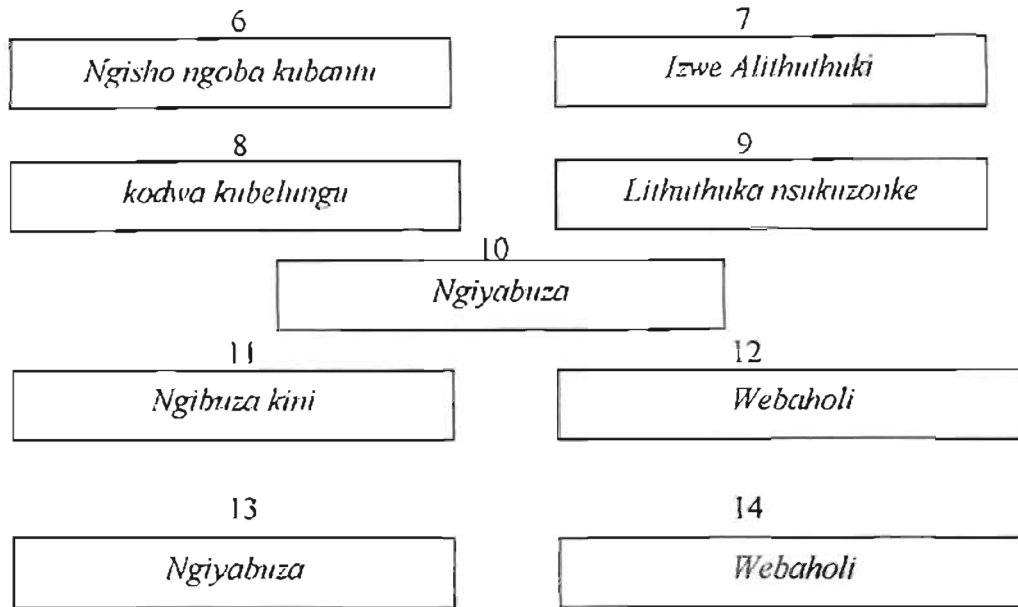 6 7
Ngisho ngoba kubantu Izwe Alithuthuki
8 9
kodwa kubelungu Lithuthuka nsukuzonke
10
Ngiyabuza
11 12
Ngibuza kini Webaholi
13 14
Ngiyabuza Webaholi